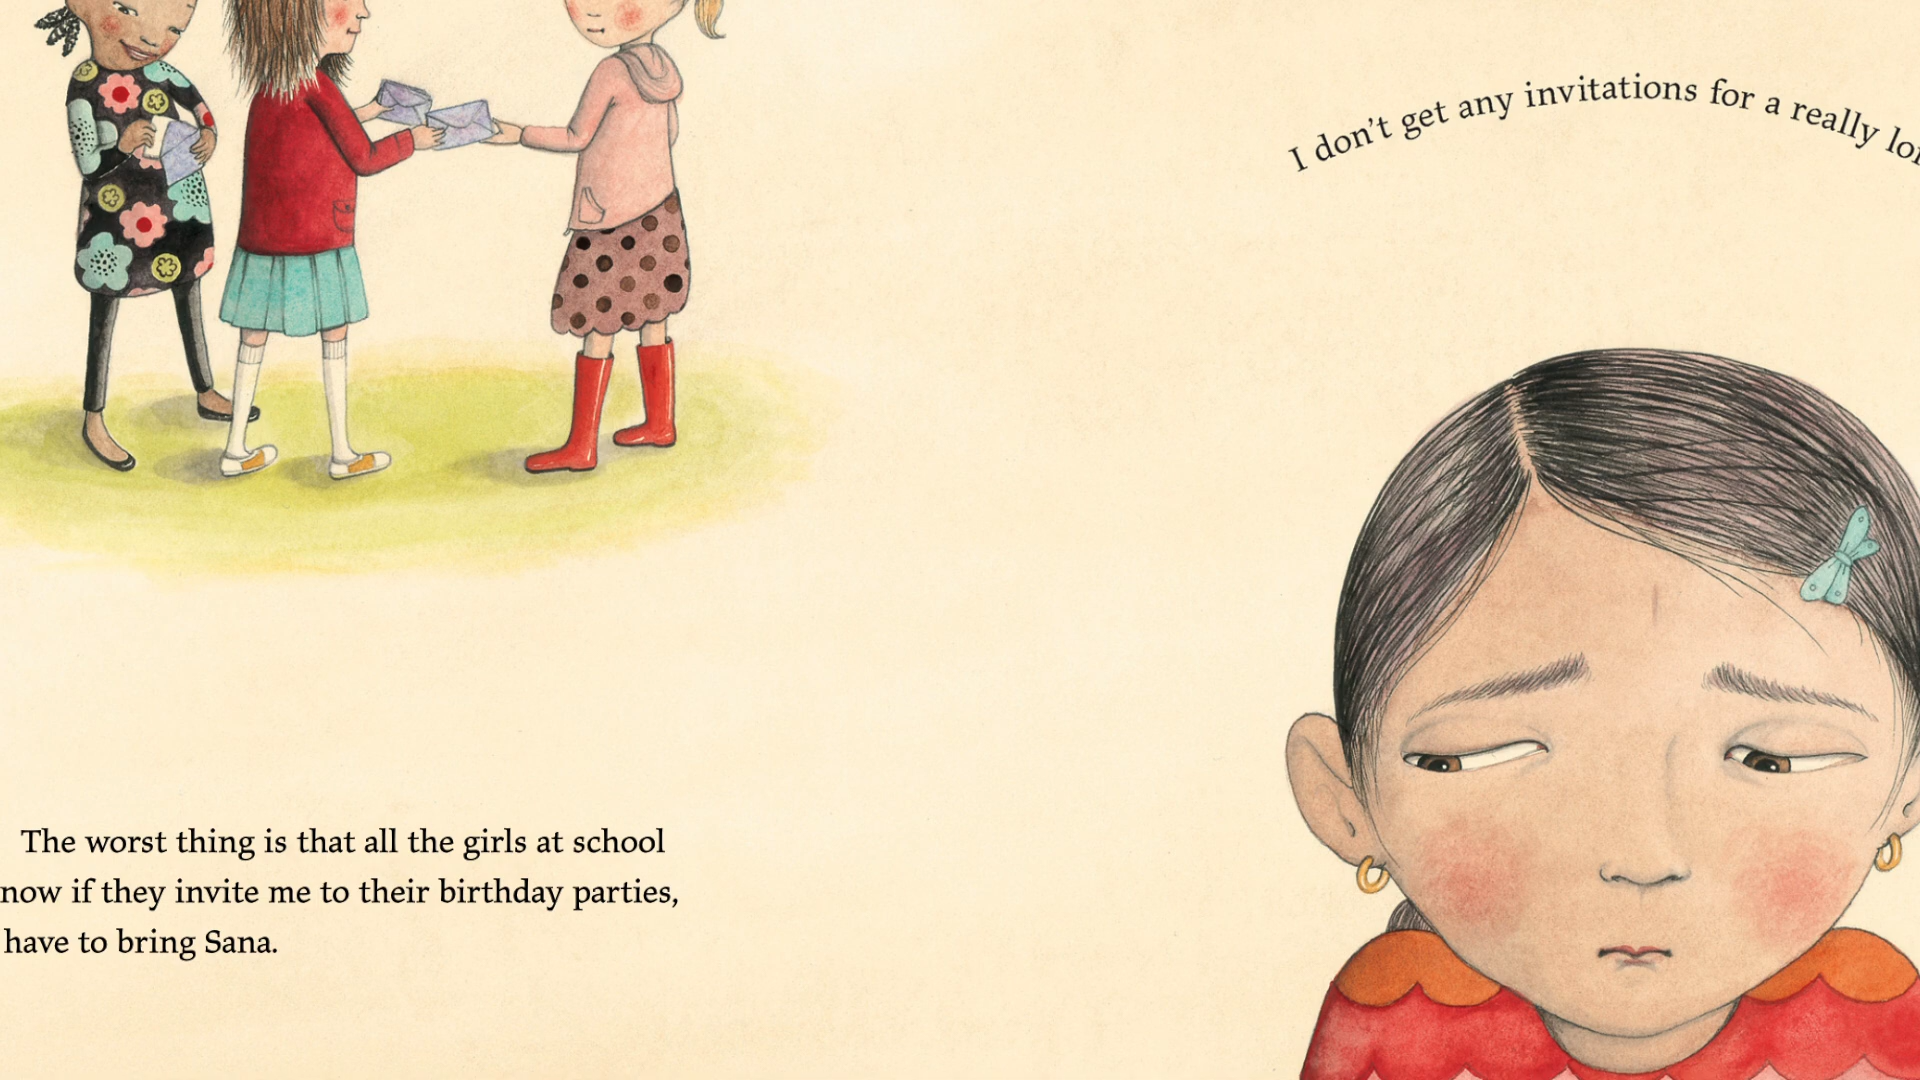 The worst thing is that all the girls at school
now if they invite me to their birthday parties,
have to bring Sana.
I don't get any invitations for a really